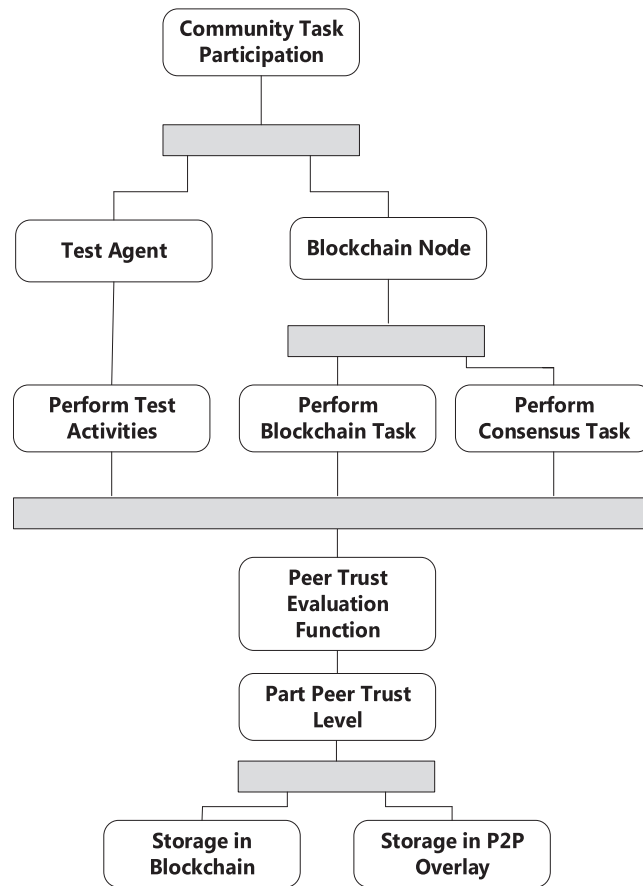 Community Task
Participation
Test Agent
Blockchain Node
Perform Test
Activities
Perform
Blockchain Task
Perform
Consensus Task
Peer Trust
Evaluation
Function
Part Peer Trust
Level
Storage in
Blockchain
Storage in P2P
Overlay